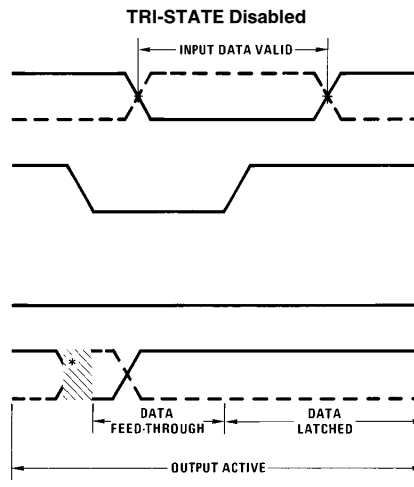 TRI-STATE Disabled
INPUT DATA VALID
*
DATA
FEED-THROUGH
DATA
LATCHED
OUTPUT ACTIVE